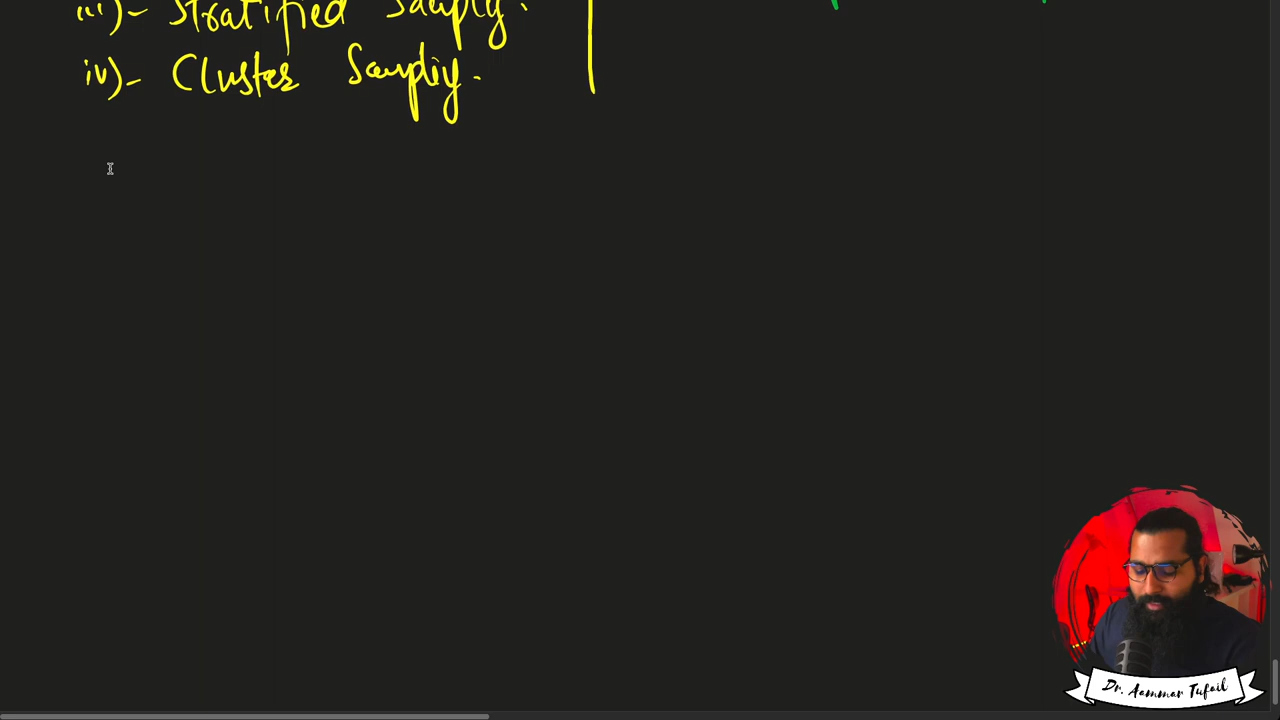 iii)- Stratified Sampling.
iv)- Cluster Sampling.
Dr. Aammar Tufail